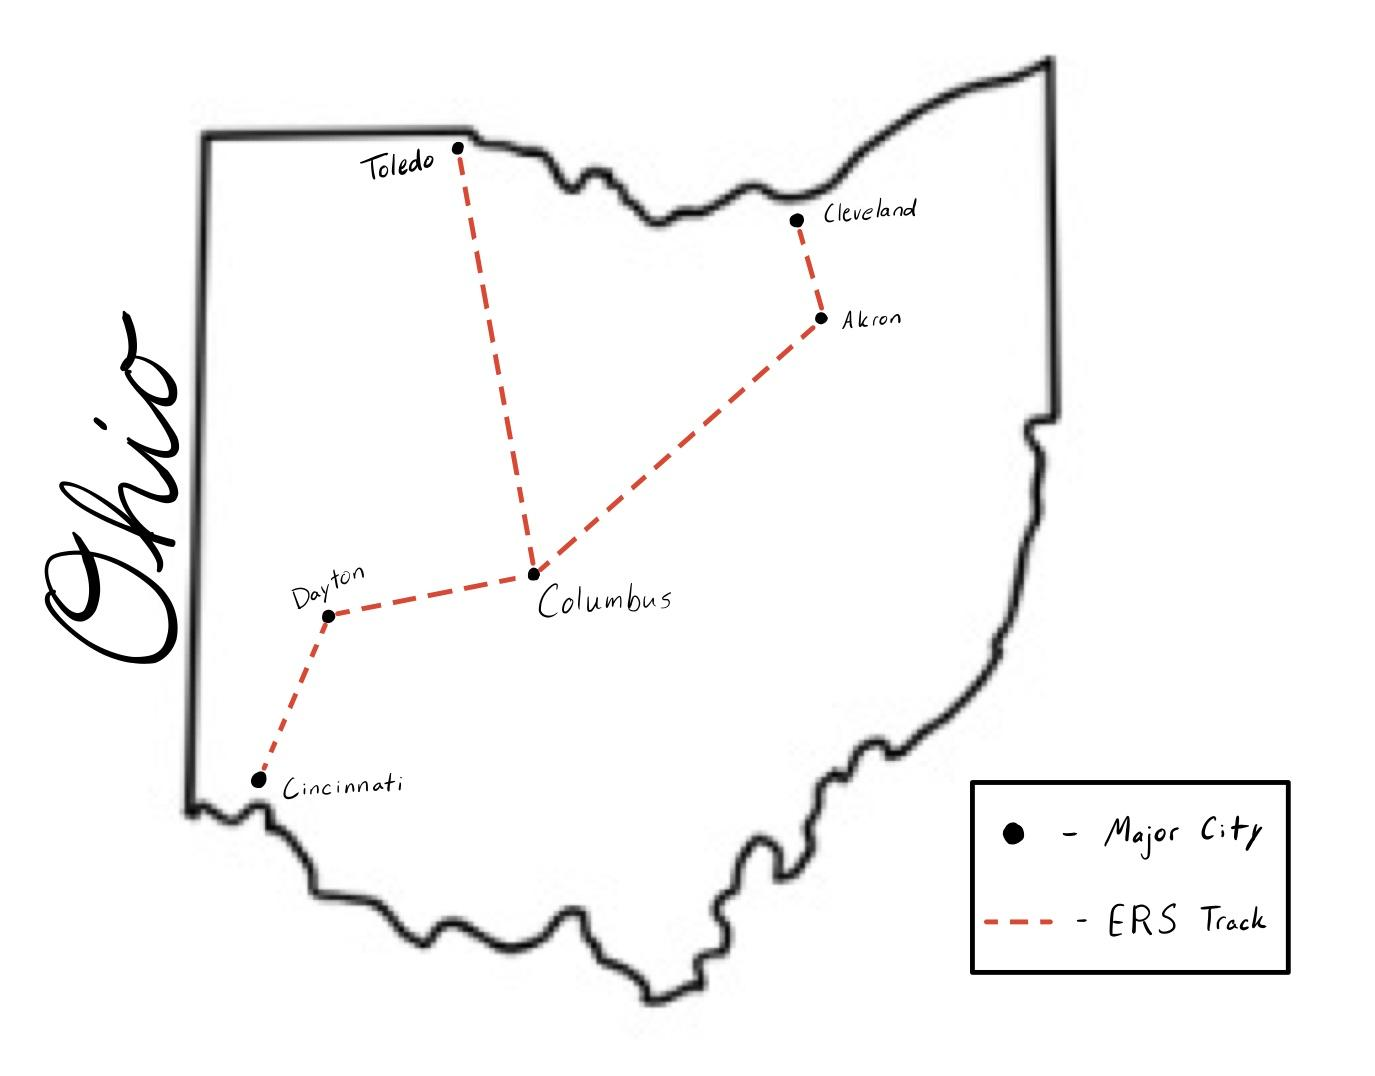 Ohio
Toledo
Cleveland
Akron
Dayton
Columbus
Cincinnati
- Major City
- ERS Track